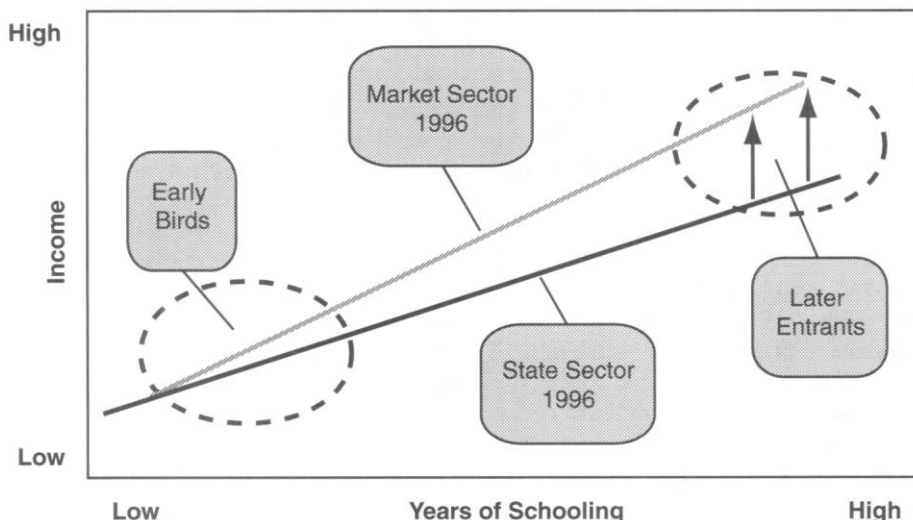 High
Market Sector
1996
Early
Birds
Income
Later
Entrants
State Sector
1996
Low
Low
Years of Schooling
High